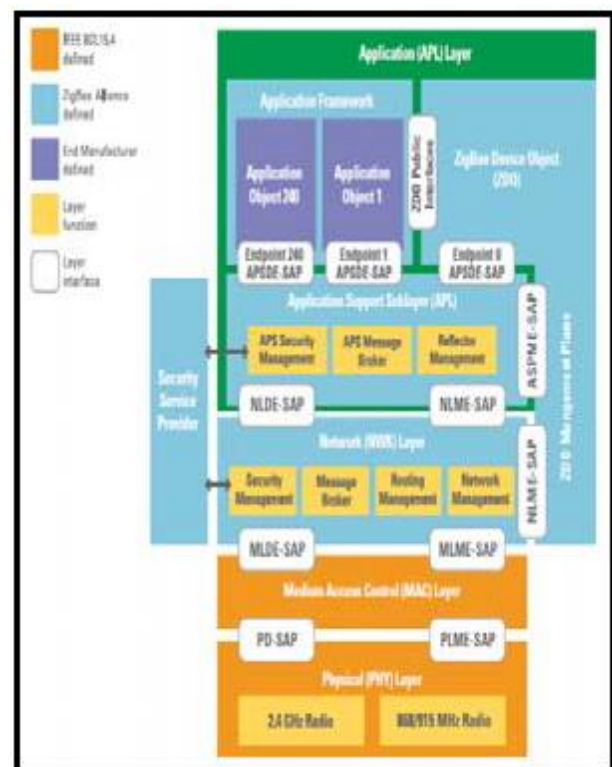 IEEE 802.15.4
defined
ZigBee Alliance
defined
End Manufacturer
defined
Layer
function
Layer
interface
Application (APL) Layer
Application Framework
Application
Object 240
Application
Object 1
ZDO Public
Interfaces
ZigBee Device Object
(ZDO)
Endpoint 240
APSDE-SAP
Endpoint 1
APSDE-SAP
Endpoint 0
APSDE-SAP
Application Support Sublayer (APL)
APS Security
Management
APS Message
Broker
Reflector
Management
ASPME-SAP
Security
Service
Provider
NLDE-SAP
NLME-SAP
Network (NWK) Layer
Security
Management
Message
Broker
Routing
Management
Network
Management
NLME-SAP
ZDO Management Plane
MLDE-SAP
MLME-SAP
Medium Access Control (MAC) Layer
PD-SAP
PLME-SAP
Physical (PHY) Layer
2.4 GHz Radio
868/915 MHz Radio